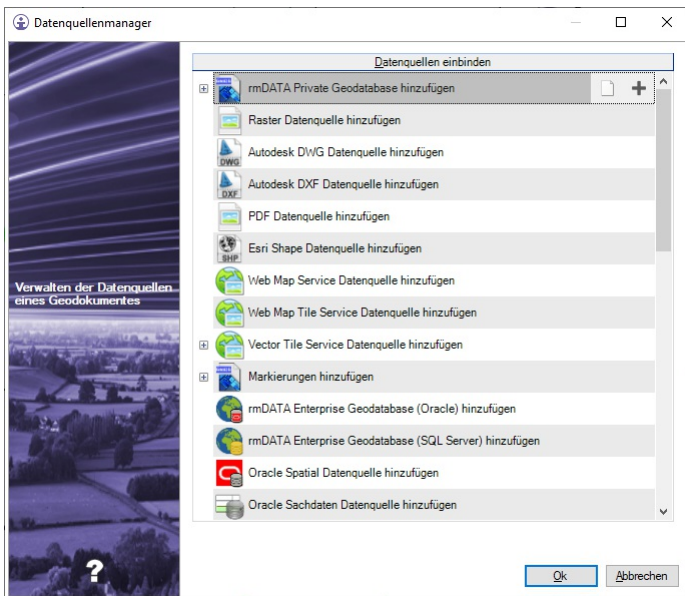 Datenquellenmanager
Datenquellen einbinden
rmDATA Private Geodatabase hinzufügen
Raster Datenquelle hinzufügen
DWG
Autodesk DWG Datenquelle hinzufügen
DXF
Autodesk DXF Datenquelle hinzufügen
PDF Datenquelle hinzufügen
SHP
Esri Shape Datenquelle hinzufügen
Web Map Service Datenquelle hinzufügen
Verwalten der Datenquellen
eines Geodokumentes
Web Map Tile Service Datenquelle hinzufügen
Vector Tile Service Datenquelle hinzufügen
Markierungen hinzufügen
rmDATA Enterprise Geodatabase (Oracle) hinzufügen
rmDATA Enterprise Geodatabase (SQL Server) hinzufügen
Oracle Spatial Datenquelle hinzufügen
Oracle Sachdaten Datenquelle hinzufügen
?
Ok
Abbrechen